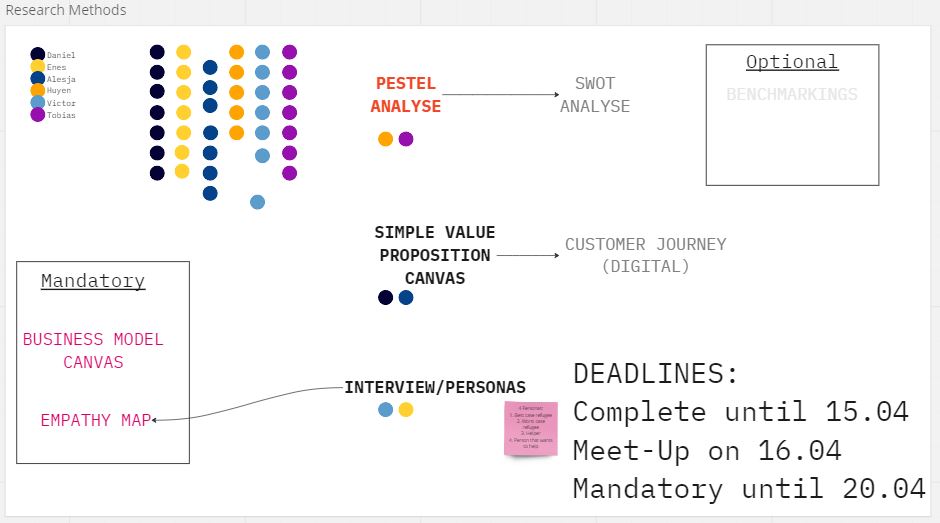 Research Methods
Daniel
Enes
Alesja
Huyen
Victor
Tobias
PESTEL
ANALYSE
SWOT
ANALYSE
Optional
BENCHMARKINGS
SIMPLE VALUE
PROPOSITION
CANVAS
CUSTOMER JOURNEY
(DIGITAL)
Mandatory
BUSINESS MODEL
CANVAS
EMPATHY MAP
INTERVIEW/PERSONAS
4 Personas:
1. Best case refugee
2. Worst case
refugee
3. Helper
4. Person that wants
to help
DEADLINES:
Complete until 15.04
Meet-Up on 16.04
Mandatory until 20.04